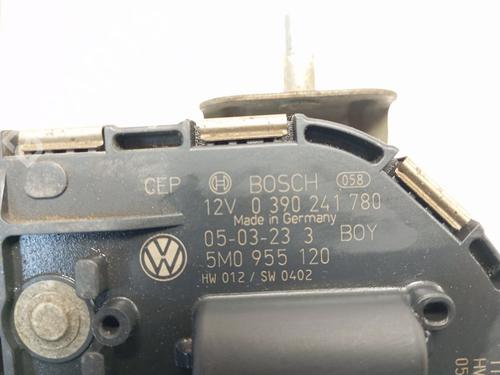 CEP BOSCH 058
12V 0 390 241 780
Made in Germany
05-03-23 3 BOY
5M0 955 120
HW 012 / SW 0402